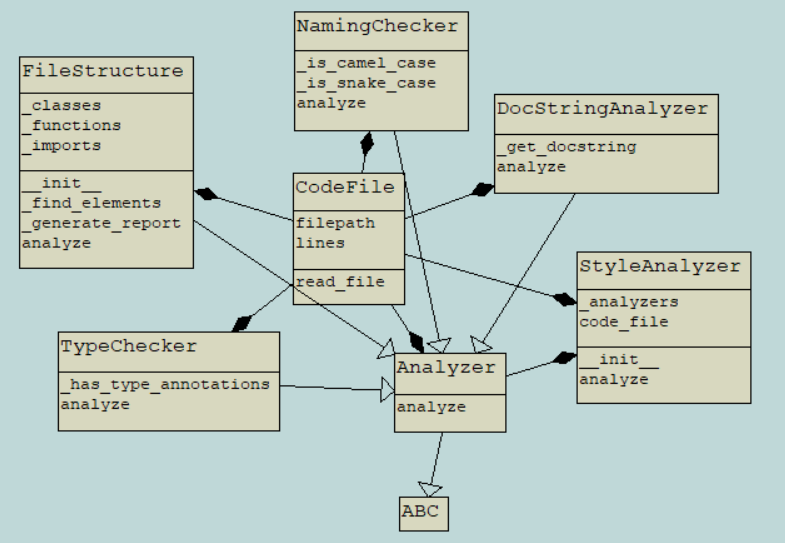 NamingChecker
_is_camel_case
_is_snake_case
analyze
FileStructure
_classes
_functions
_imports
__init__
_find_elements
_generate_report
analyze
DocStringAnalyzer
_get_docstring
analyze
CodeFile
filepath
lines
read_file
StyleAnalyzer
_analyzers
code_file
__init__
analyze
TypeChecker
_has_type_annotations
analyze
Analyzer
analyze
ABC